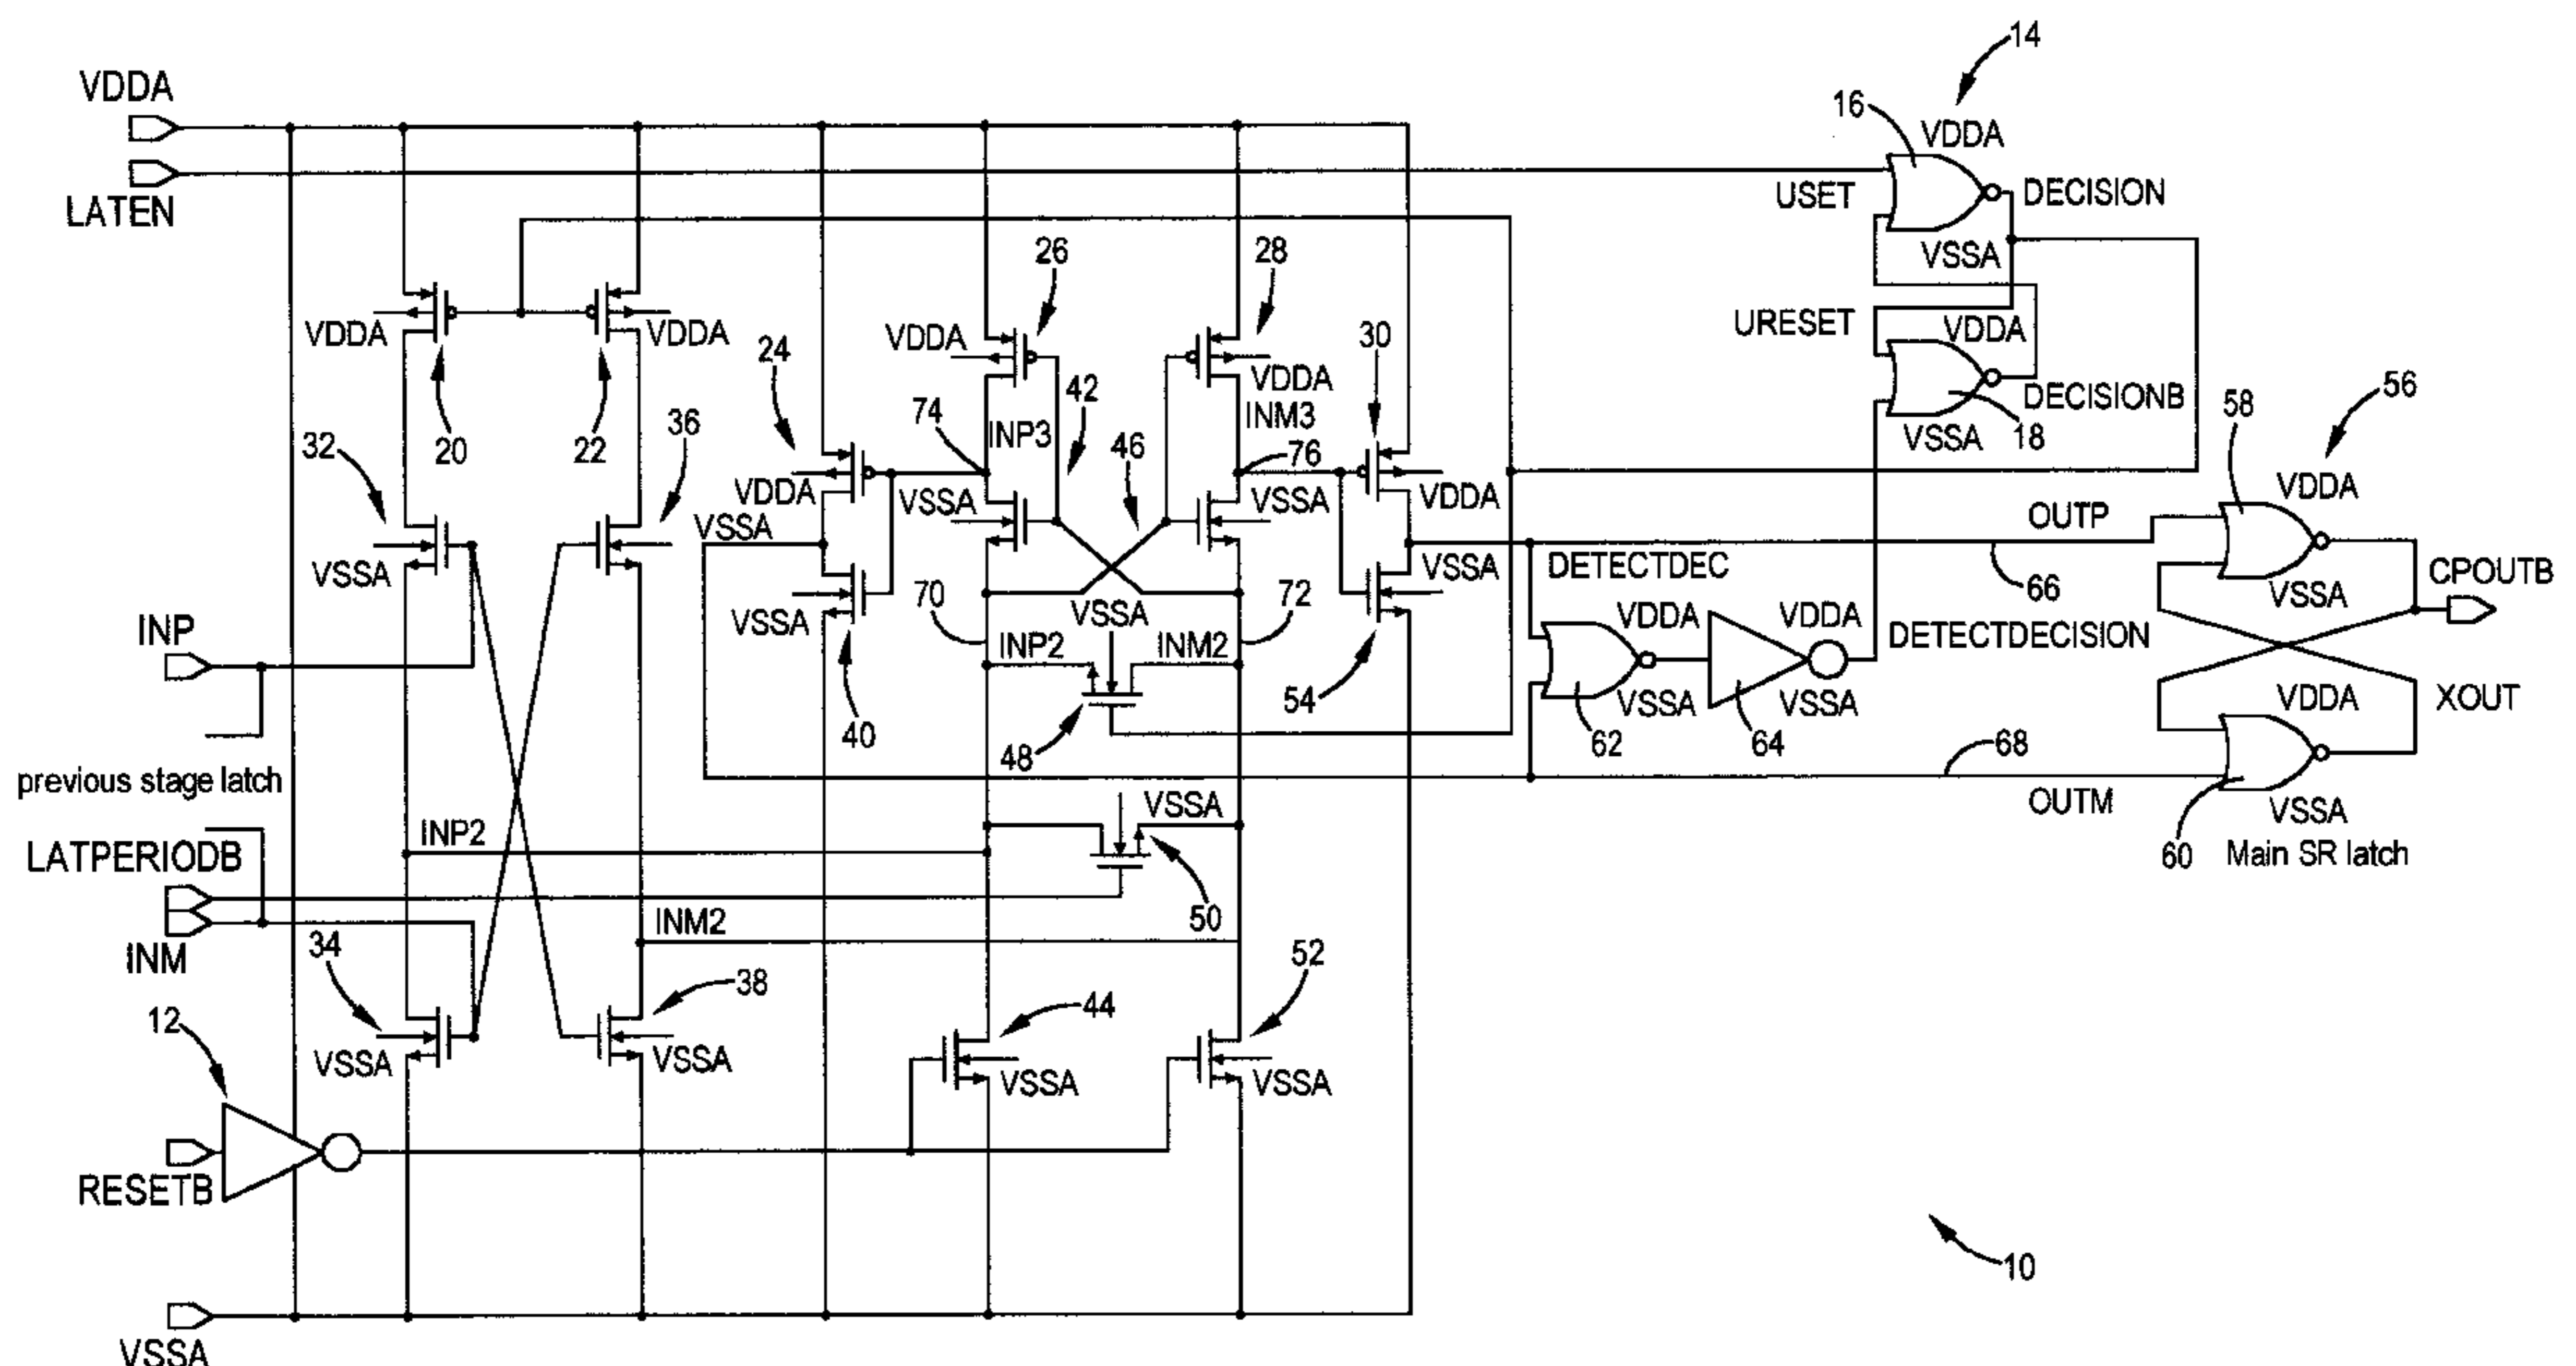 14
16
VDDA
VDDA
LATEN
USET
DECISION
VSSA
26
28
VDDA
VDDA
VDDA
VDDA
30
24
20
22
32
36
42
46
74
INP3
INM3
76
VDDA
URESET
VDDA
DECISIONB
VSSA
18
58
56
VDDA
VDDA
VSSA
VSSA
VSSA
VDDA
VSSA
VSSA
VSSA
OUTP
66
DETECTDEC
VSSA
CPOUTB
INP
70
VSSA
72
INP2
INM2
VDDA
VDDA
DETECTDECISION
VSSA
VSSA
62
64
54
48
40
VDDA
XOUT
68
OUTM
VSSA
60
Main SR latch
previous stage latch
INP2
VSSA
LATPERIODB
50
INM
INM2
34
38
44
52
12
VSSA
VSSA
VSSA
VSSA
RESETB
10
VSSA